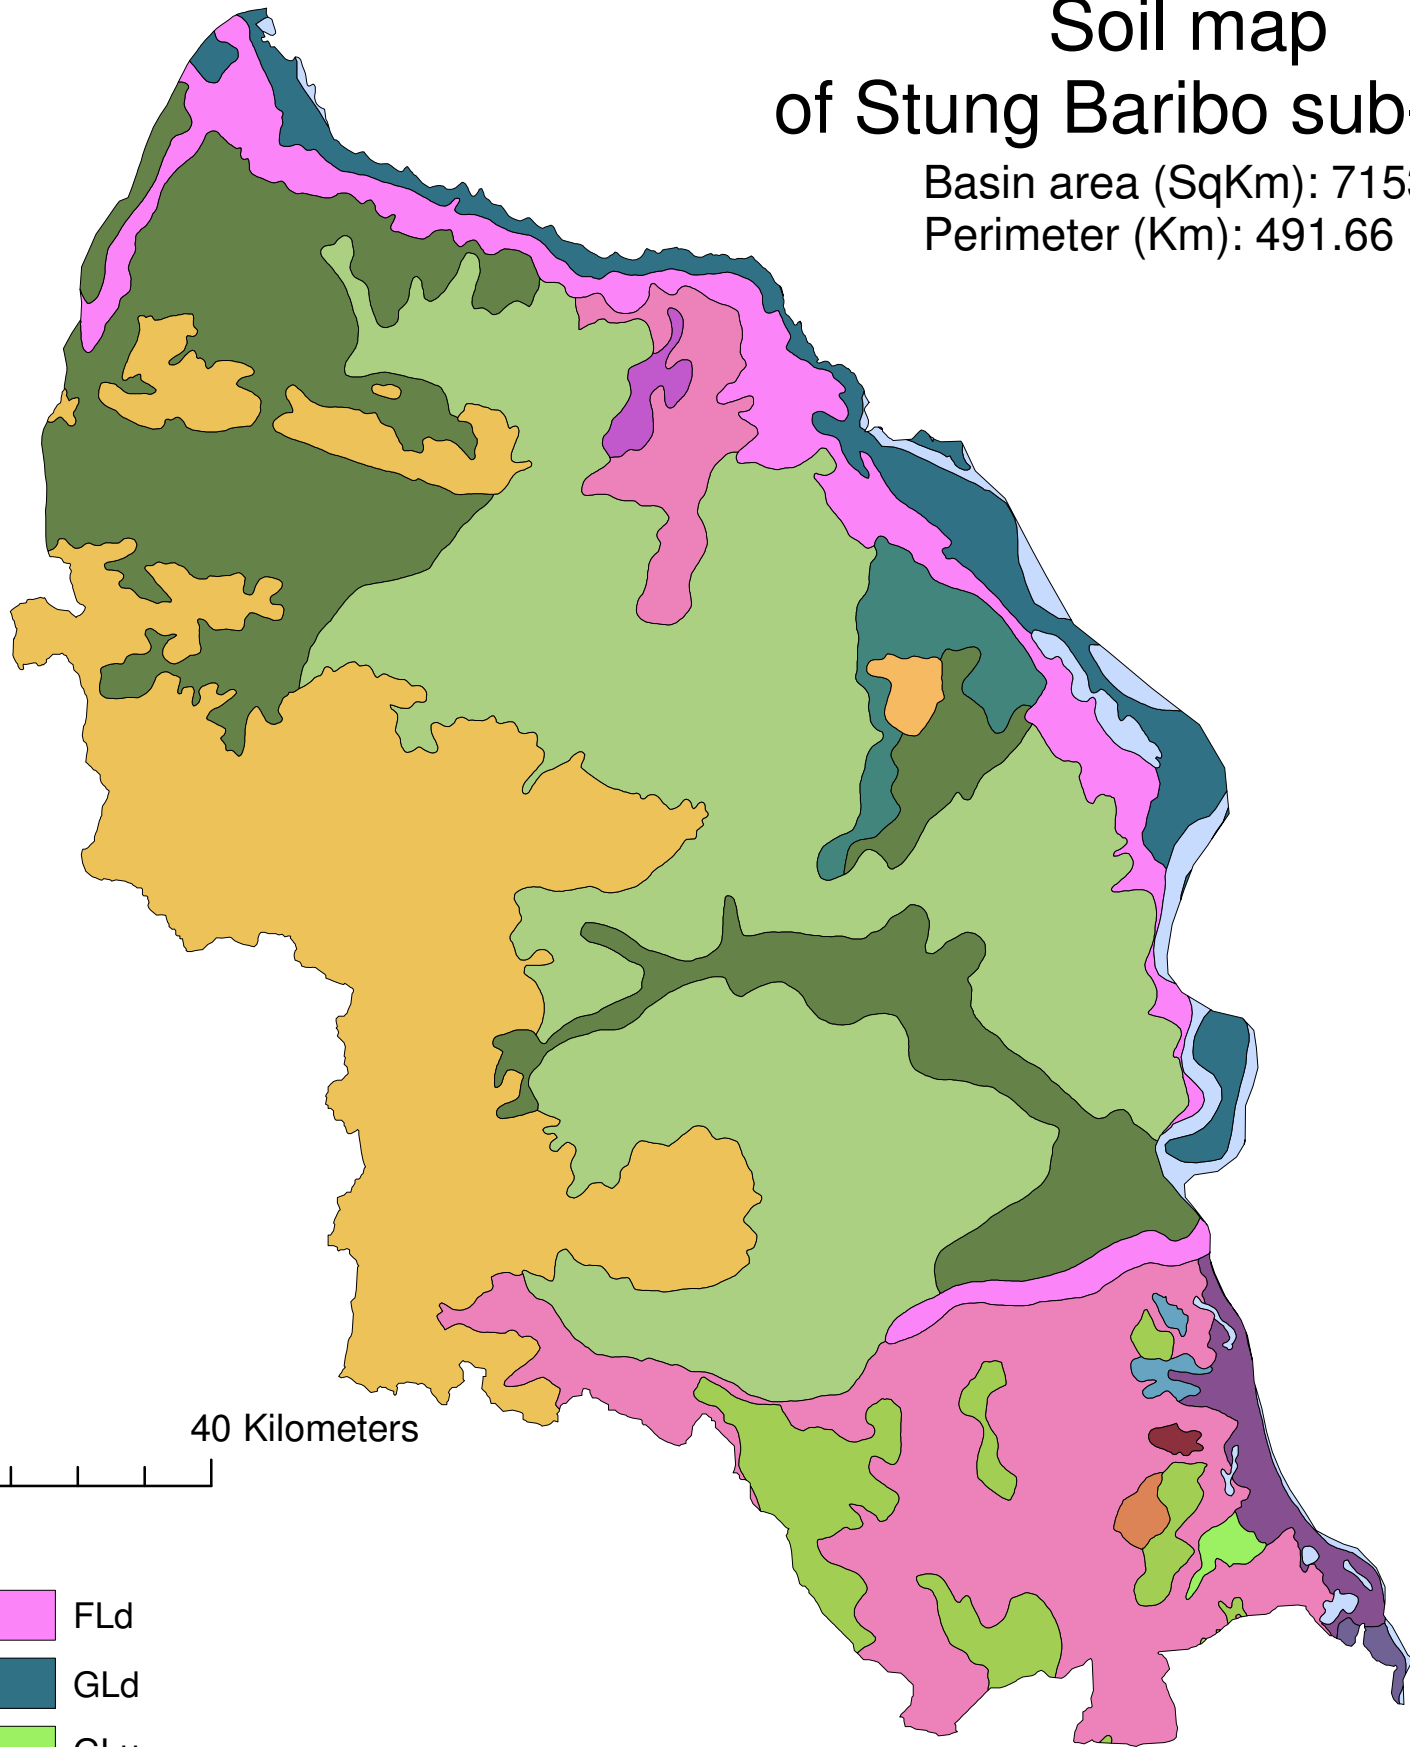 Soil map
of Stung Baribo sub-
Basin area (SqKm): 715
Perimeter (Km): 491.66
40 Kilometers
FLd
GLd